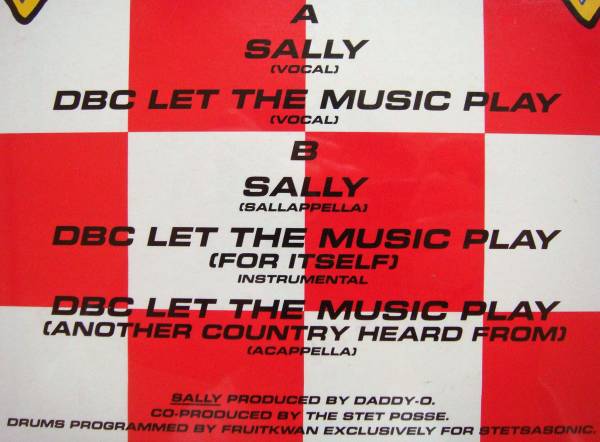 A
SALLY
(VOCAL)
DBC LET THE MUSIC PLAY
(VOCAL)
B
SALLY
(SALLAPPELLA)
DBC LET THE MUSIC PLAY
(FOR ITSELF)
INSTRUMENTAL
DBC LET THE MUSIC PLAY
(ANOTHER COUNTRY HEARD FROM)
(ACAPPELLA)
SALLY PRODUCED BY DADDY-O.
CO-PRODUCED BY THE STET POSSE.
DRUMS PROGRAMMED BY FRUITKWAN EXCLUSIVELY FOR STETSASONIC.